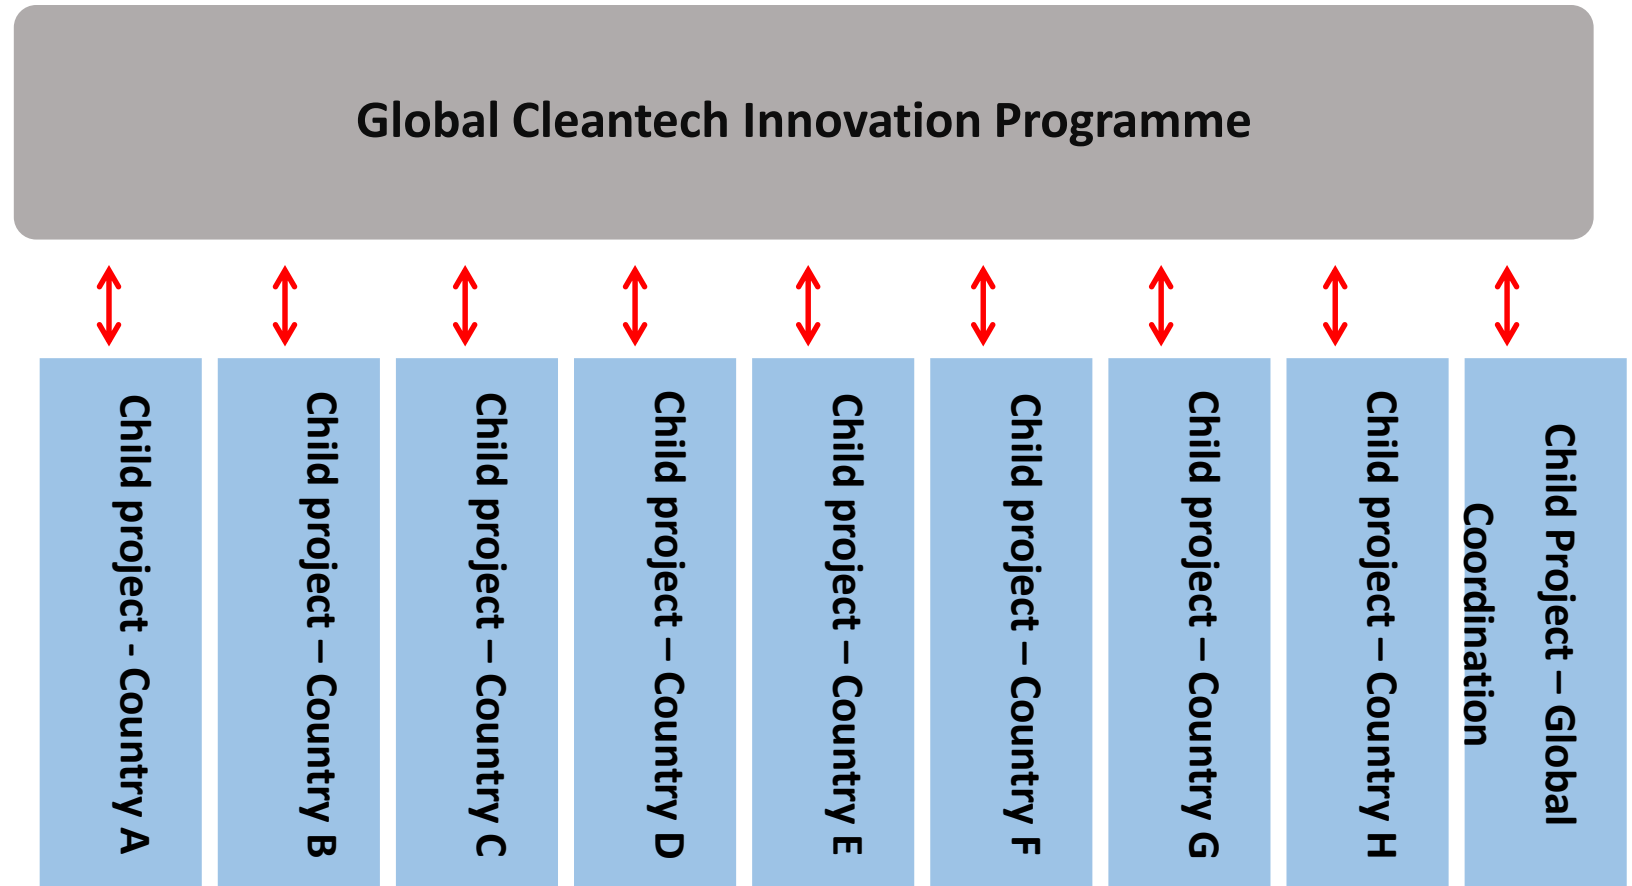 Global Cleantech Innovation Programme
Child project - Country A
Child project – Country B
Child project – Country C
Child project – Country D
Child project – Country E
Child project – Country F
Child project – Country G
Child project – Country H
Child Project – Global
Coordination